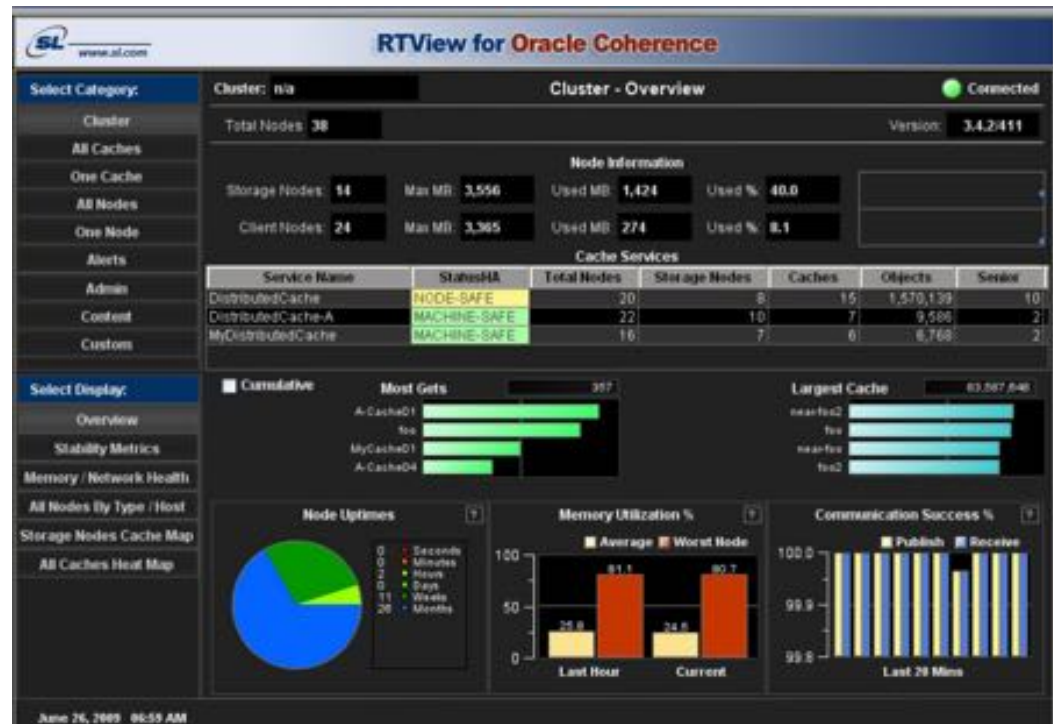 SL
www.sl.com
RTView for Oracle Coherence
Select Category:
Cluster
All Caches
One Cache
All Nodes
One Node
Alerts
Admin
Content
Custom
Cluster: n/a
Cluster - Overview
Connected
Total Nodes: 38
Version: 3.4.2/411
Node Information
Storage Nodes: 14 Max MB: 3,556 Used MB: 1,424 Used %: 40.0
Client Nodes: 24 Max MB: 3,365 Used MB: 274 Used %: 8.1
Cache Services
Service Name StatusHA Total Nodes Storage Nodes Caches Objects Senior
DistributedCache NODE-SAFE 20 8 15 1,570,139 10
DistributedCache-A MACHINE-SAFE 22 10 7 9,586 2
MyDistributedCache MACHINE-SAFE 16 7 6 6,768 2
Select Display:
Overview
Stability Metrics
Memory / Network Health
All Nodes By Type / Host
Storage Nodes Cache Map
All Caches Heat Map
Cumulative
Most Gets 357
A-Cache01
foo
MyCache01
A-Cache04
Largest Cache
near-foo2
foo
near-foo
foo2
Node Uptimes ?
0 Seconds
0 Minutes
2 Hours
0 Days
11 Weeks
26 Months
Memory Utilization % ?
Average Worst Node
100
50
0
25.8 81.1
24.6 80.7
Last Hour Current
Communication Success % ?
Publish Receive
100.0
99.9
99.8
Last 20 Mins
June 26, 2009 06:59 AM